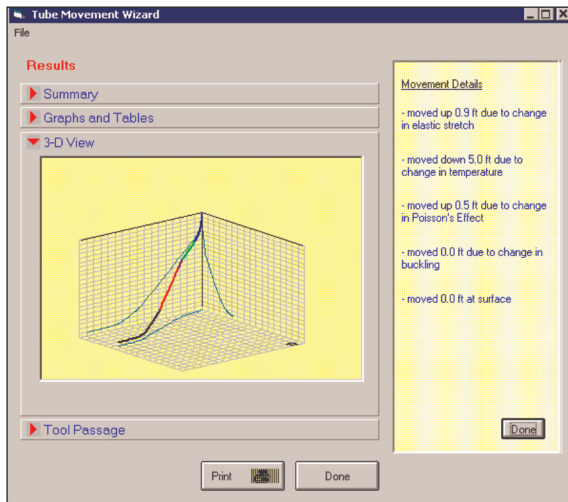 Tube Movement Wizard
File
Results
Summary
Graphs and Tables
3-D View
Tool Passage
Print
Done
Movement Details
- moved up 0.9 ft due to change
in elastic stretch
- moved down 5.0 ft due to
change in temperature
- moved up 0.5 ft due to change
in Poisson's Effect
- moved 0.0 ft due to change in
buckling
- moved 0.0 ft at surface
Done